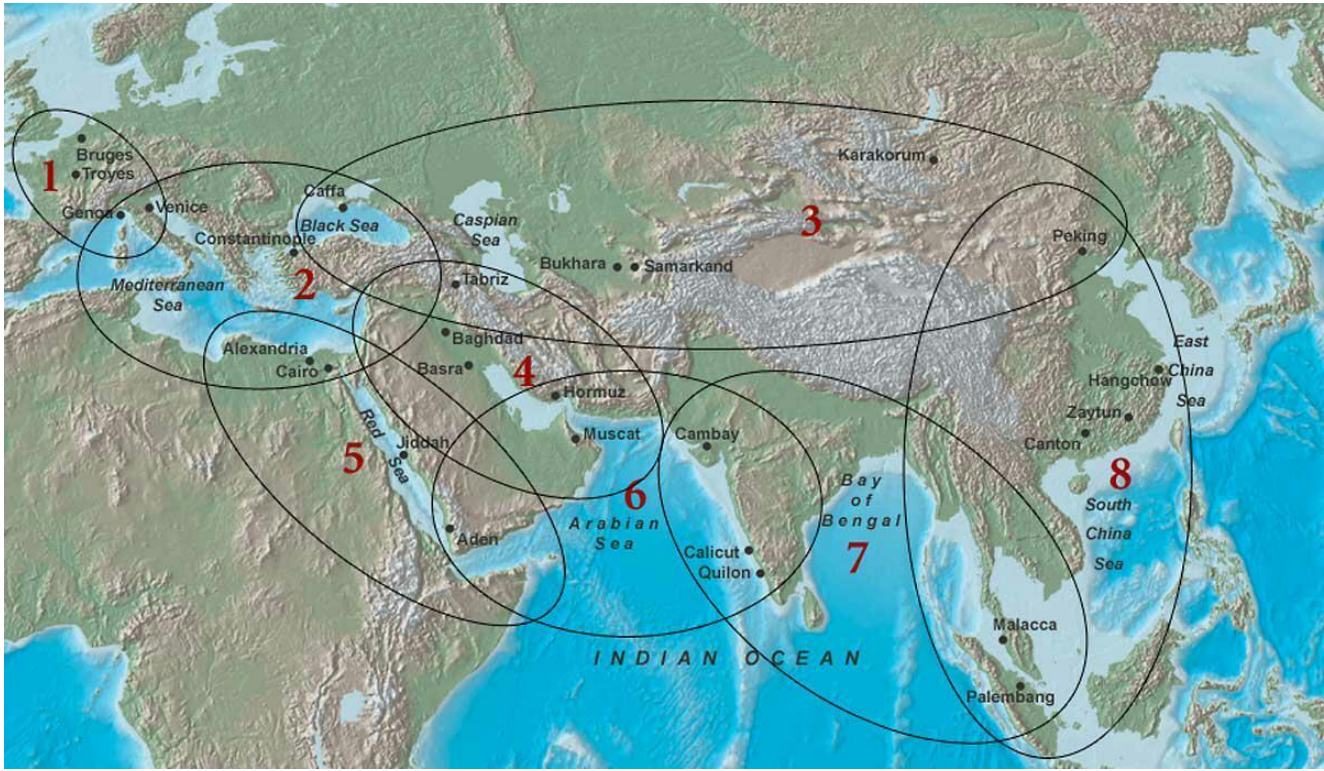 Bruges
1
Troyes
Genoa
Venice
Caffa
Black Sea
Constantinople
2
Mediterranean
Sea
Caspian
Sea
Karakorum
3
Bukhara
Samarkand
Peking
Tabriz
Alexandria
Cairo
Baghdad
Basra
4
Hormuz
East
China
Sea
Hangchow
Zaytun
Canton
Red
Sea
Jiddah
5
Muscat
Cambay
6
Arabian
Sea
Bay
of
Bengal
7
8
South
China
Sea
Aden
Calicut
Quilon
Malacca
INDIAN OCEAN
Palembang